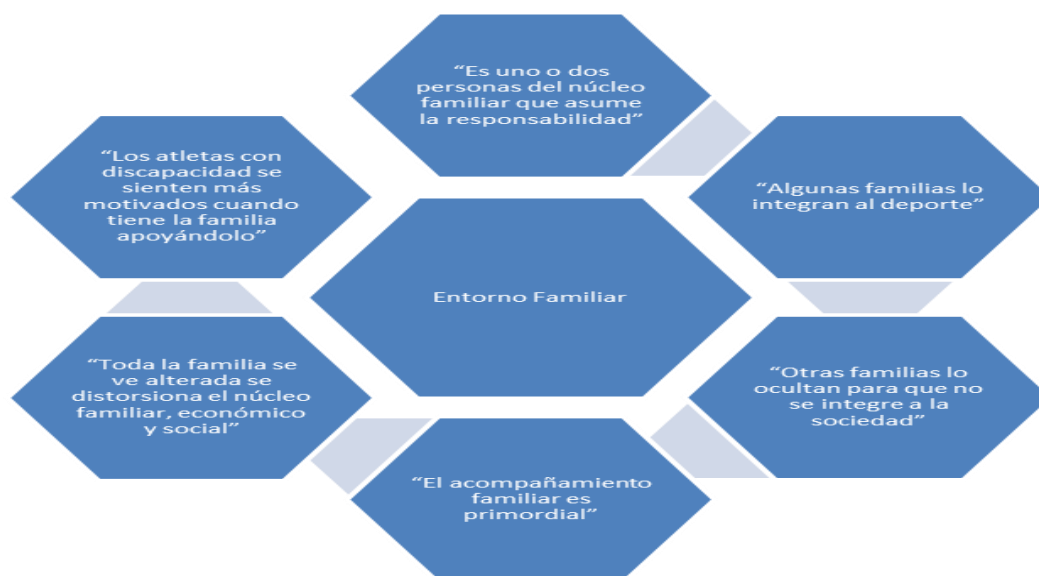 “Es uno o dos
personas del núcleo
familiar que asume
la responsabilidad”
“Algunas familias lo
integran al deporte”
“Otras familias lo
ocultan para que no
se integre a la
sociedad”
“El acompañamiento
familiar es
primordial”
“Toda la familia se
ve alterada se
distorsiona el núcleo
familiar, económico
y social”
“Los atletas con
discapacidad se
sienten más
motivados cuando
tiene la familia
apoyándolo”
Entorno Familiar